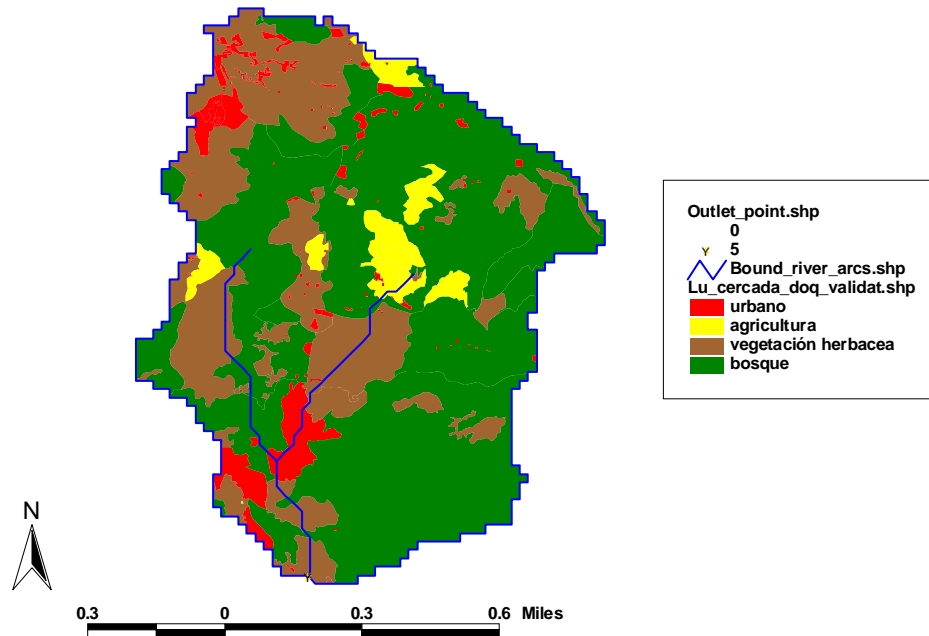 Outlet_point.shp
0
Y 5
Bound_river_arcs.shp
Lu_cercada_doq_validat.shp
urbano
agricultura
vegetación herbacea
bosque
N
Y
0.3 0 0.3 0.6 Miles